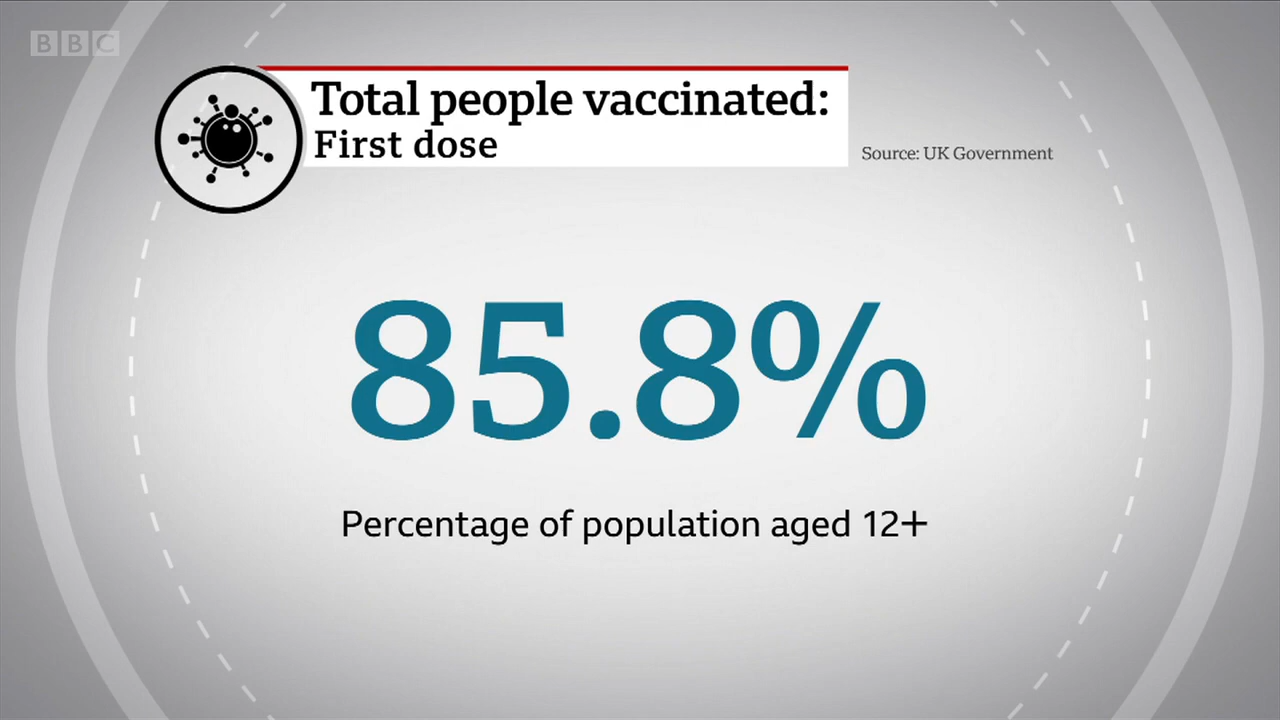 BBC
Total people vaccinated:
First dose
Source: UK Government
85.8%
Percentage of population aged 12+